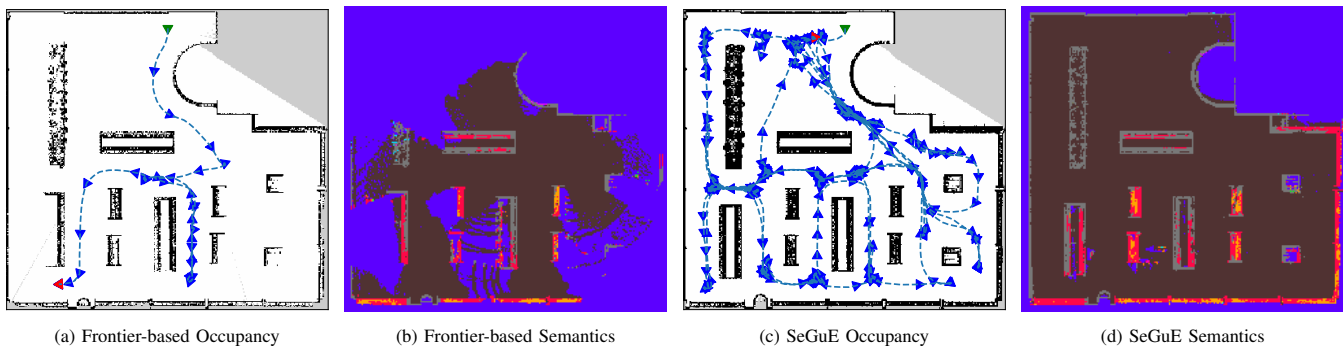 (a) Frontier-based Occupancy
(b) Frontier-based Semantics
(c) SeGuE Occupancy
(d) SeGuE Semantics